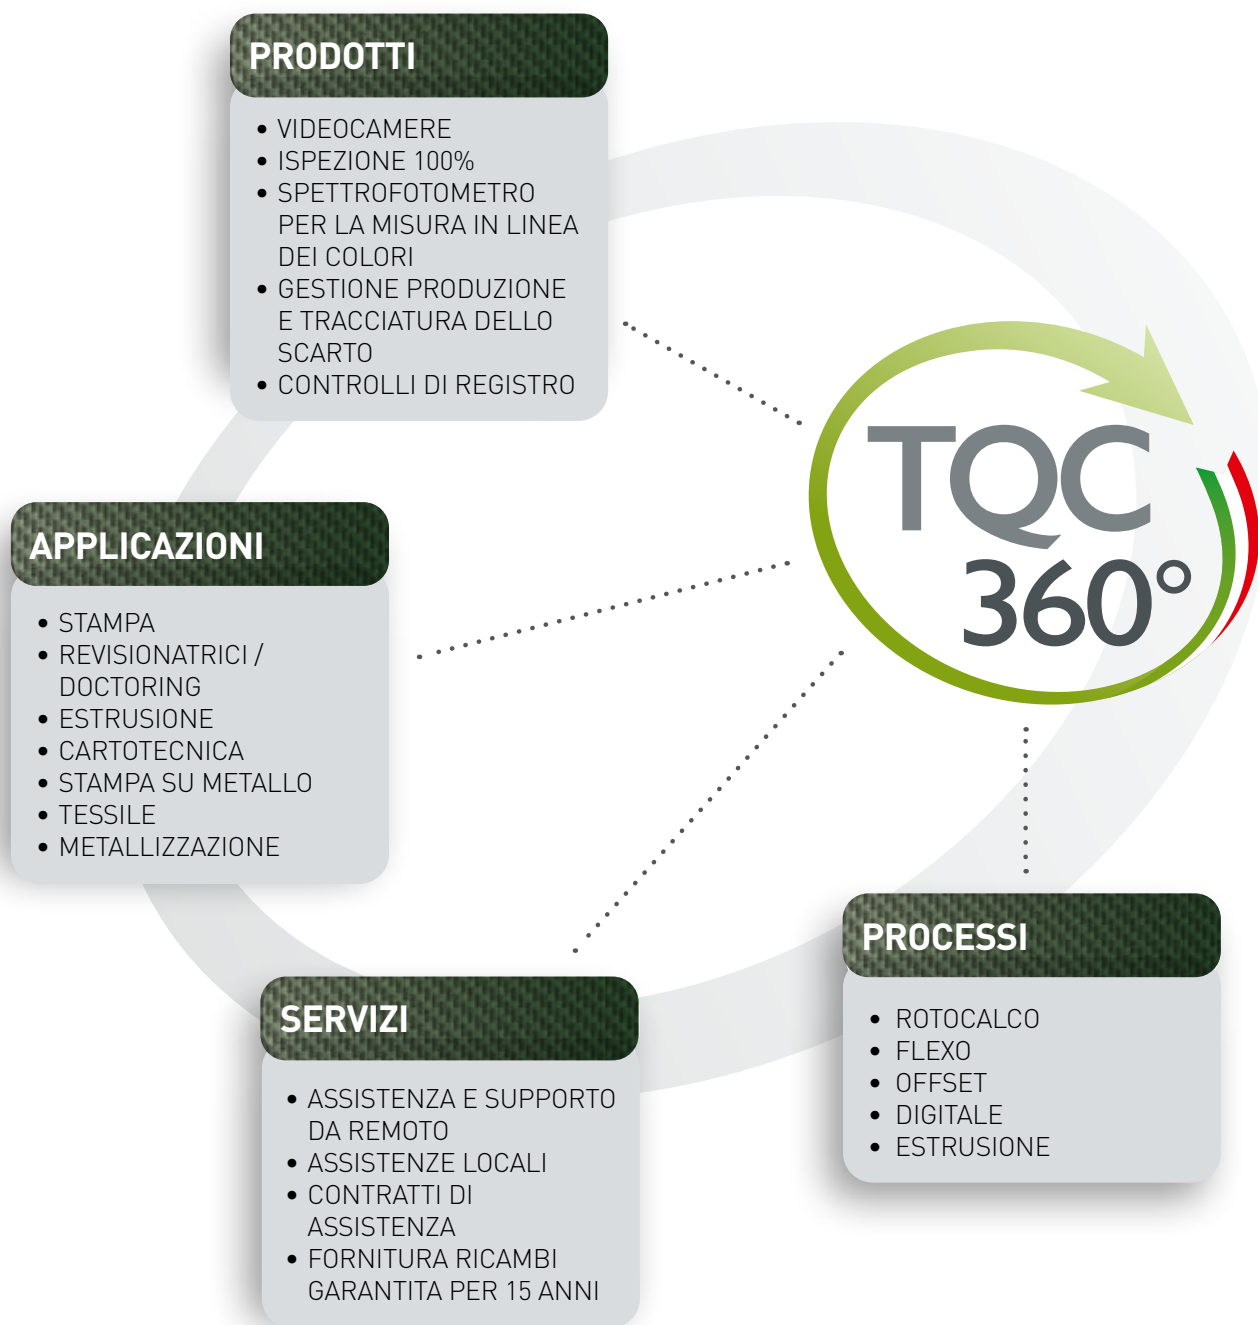 PRODOTTI
• VIDEOCAMERE
• ISPEZIONE 100%
• SPETTROFOTOMETRO
PER LA MISURA IN LINEA
DEI COLORI
• GESTIONE PRODUZIONE
E TRACCIATURA DELLO
SCARTO
• CONTROLLI DI REGISTRO
TQC
360°
APPLICAZIONI
• STAMPA
• REVISIONATRICI /
DOCTORING
• ESTRUSIONE
• CARTOTECNICA
• STAMPA SU METALLO
• TESSILE
• METALLIZZAZIONE
SERVIZI
• ASSISTENZA E SUPPORTO
DA REMOTO
• ASSISTENZE LOCALI
• CONTRATTI DI
ASSISTENZA
• FORNITURA RICAMBI
GARANTITA PER 15 ANNI
PROCESSI
• ROTOCALCO
• FLEXO
• OFFSET
• DIGITALE
• ESTRUSIONE